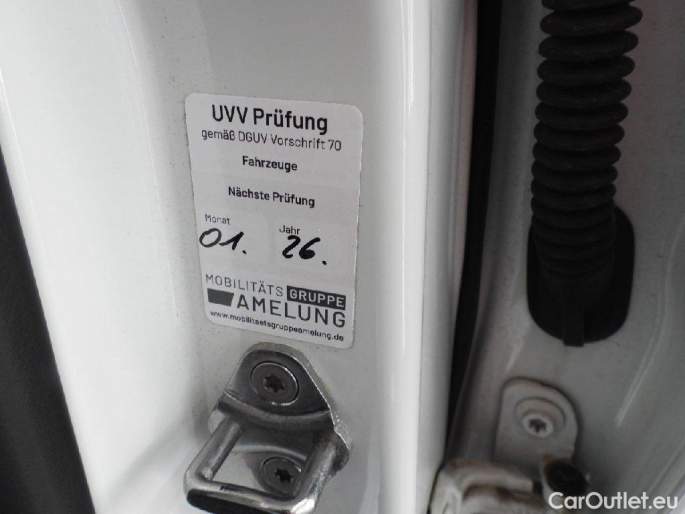 UVV Prüfung
gemäß DGUV Vorschrift 70
Fahrzeuge
Nächste Prüfung
Monat Jahr
01. 26.
MOBILITÄTS GRUPPE
AMELUNG
www.mobilitaetsgruppeamelung.de
CarOutlet.eu